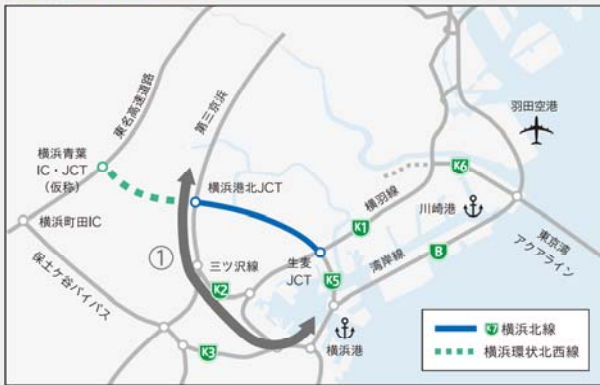 東名高速道路
第三京浜
羽田空港
横浜青葉
IC・JCT
(仮称)
横浜港北JCT
K6
横羽線
川崎港
横浜町田IC
K1
①
三ツ沢線
生麦
JCT
湾岸線
B
東京湾
アクアライン
保土ケ谷バイパス
K2
K5
K3
横浜港
K7 横浜北線
横浜環状北西線